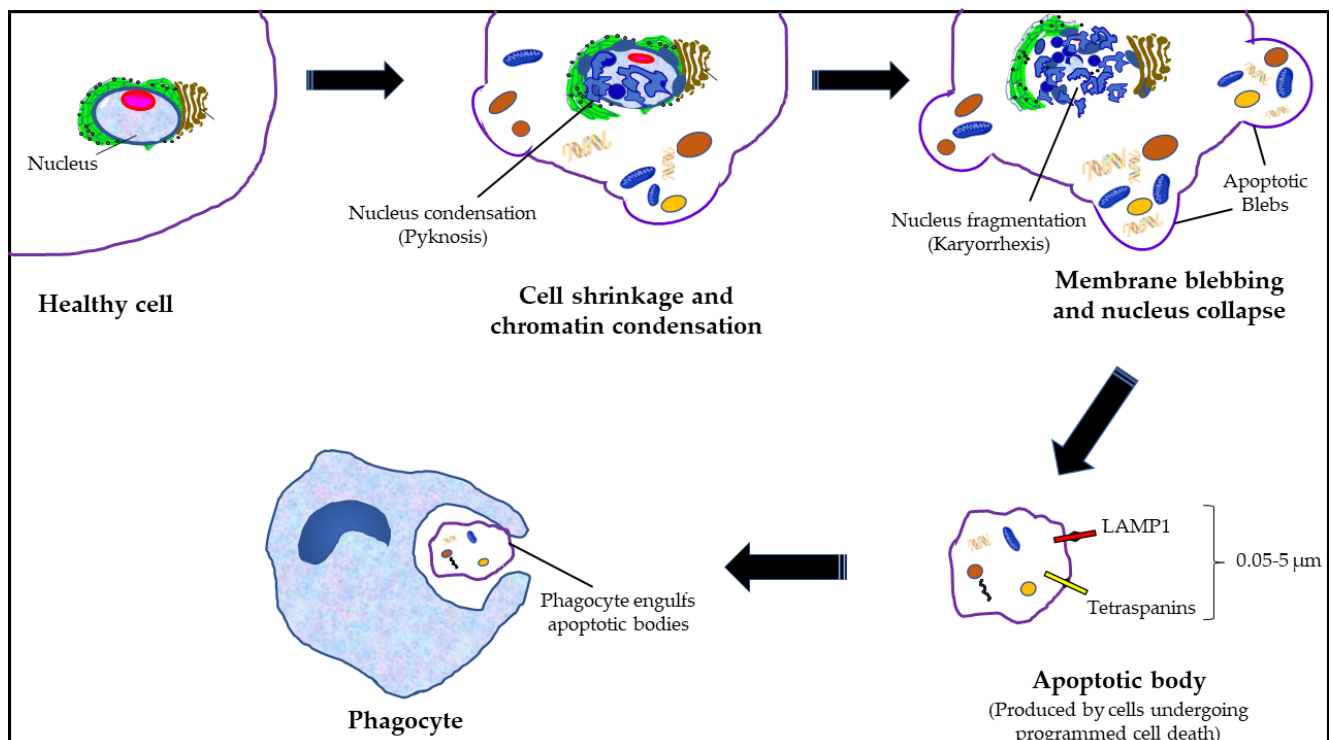 Nucleus
Healthy cell
Nucleus condensation
(Pyknosis)
Cell shrinkage and
chromatin condensation
Nucleus fragmentation
(Karyorrhexis)
Apoptotic
Blebs
Membrane blebbing
and nucleus collapse
LAMP1
Tetraspanins
0.05-5 µm
Apoptotic body
(Produced by cells undergoing
programmed cell death)
Phagocyte engulfs
apoptotic bodies
Phagocyte